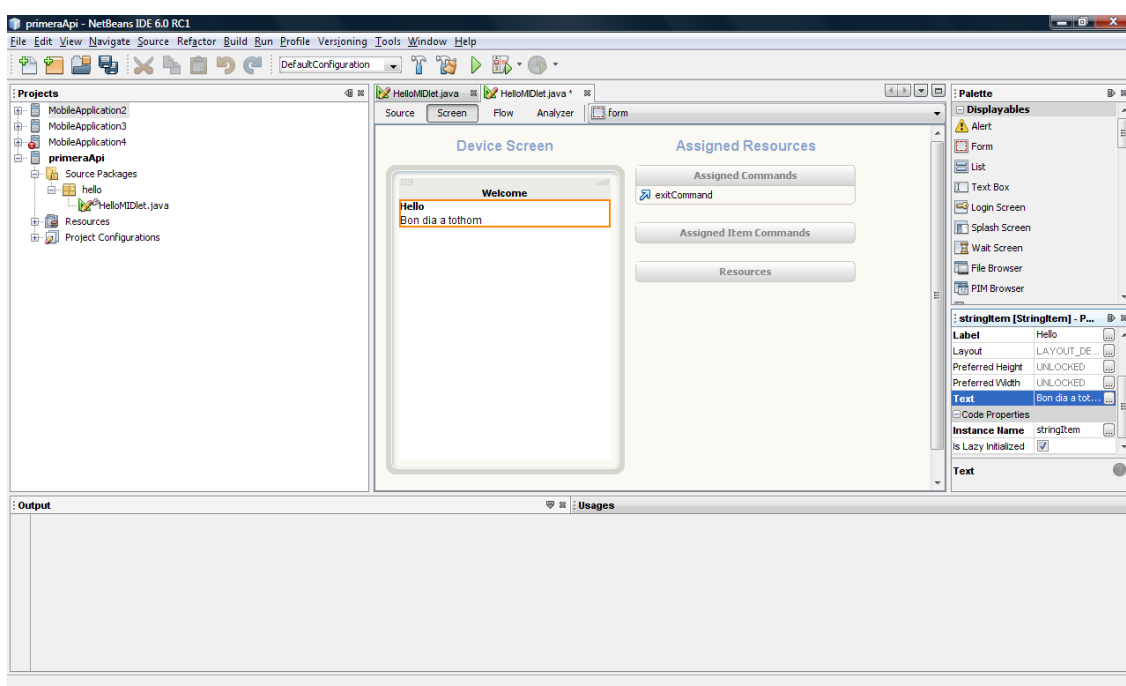 primeraApi - NetBeans IDE 6.0 RC1
File Edit View Navigate Source Refactor Build Run Profile Versioning Tools Window Help
DefaultConfiguration
Projects
MobileApplication2
MobileApplication3
MobileApplication4
primeraApi
Source Packages
hello
HelloMIDlet.java
Resources
Project Configurations
HelloMIDlet.java HelloMIDlet.java *
Source Screen Flow Analyzer form
Device Screen
Welcome
Hello
Bon dia a tothom
Assigned Resources
Assigned Commands
exitCommand
Assigned Item Commands
Resources
Palette
Displayables
Alert
Form
List
Text Box
Login Screen
Splash Screen
Wait Screen
File Browser
PIM Browser
stringItem [StringItem] - P...
Label Hello ...
Layout LAYOUT_DE... ...
Preferred Height UNLOCKED ...
Preferred Width UNLOCKED ...
Text Bon dia a tot... ...
Code Properties
Instance Name stringItem ...
Is Lazy Initialized
Text
Output
Usages